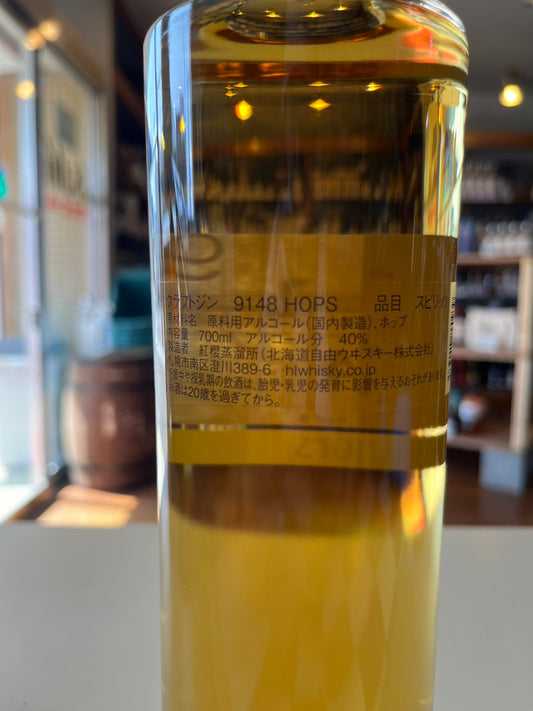 クラフトジン 9148 HOPS 品目 スピリッツ
原材料名 原料用アルコール(国内製造)、ホップ
内容量 700ml アルコール分 40%
製造者 紅櫻蒸溜所(北海道自由ウヰスキー株式会社)
札幌市南区澄川389-6 hlwhisky.co.jp
妊娠中や授乳期の飲酒は、胎児・乳児の発育に影響を与えるおそれがあります。
お酒は20歳を過ぎてから。